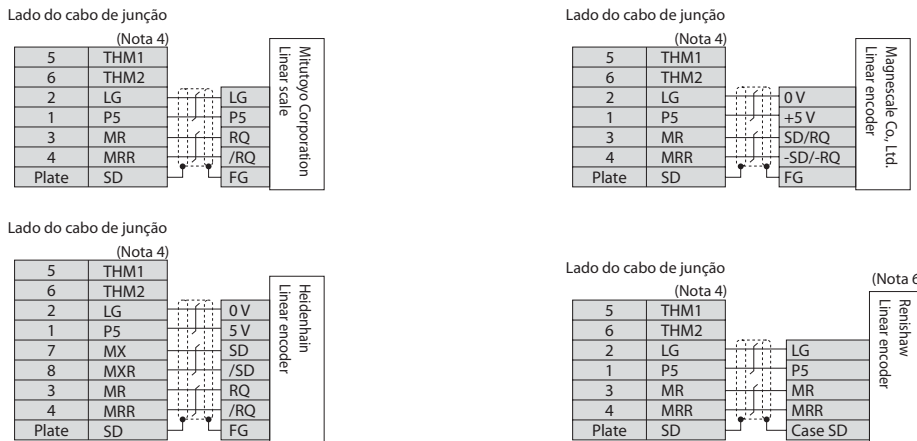 Lado do cabo de junção
(Nota 4)
5 THM1
6 THM2
2 LG LG
1 P5 P5
3 MR RQ
4 MRR /RQ
Plate SD FG
Mitutoyo Corporation
Linear scale
Lado do cabo de junção
(Nota 4)
5 THM1
6 THM2
2 LG 0 V
1 P5 +5 V
3 MR SD/RQ
4 MRR -SD/-RQ
Plate SD FG
Magnescale Co., Ltd.
Linear encoder
Lado do cabo de junção
(Nota 4)
5 THM1
6 THM2
2 LG 0 V
1 P5 5 V
7 MX SD
8 MXR /SD
3 MR RQ
4 MRR /RQ
Plate SD FG
Heidenhain
Linear encoder
Lado do cabo de junção
(Nota 4)
5 THM1
6 THM2
2 LG LG
1 P5 P5
3 MR MR
4 MRR MRR
Plate SD Case SD
(Nota 6
Renishaw
Linear encoder